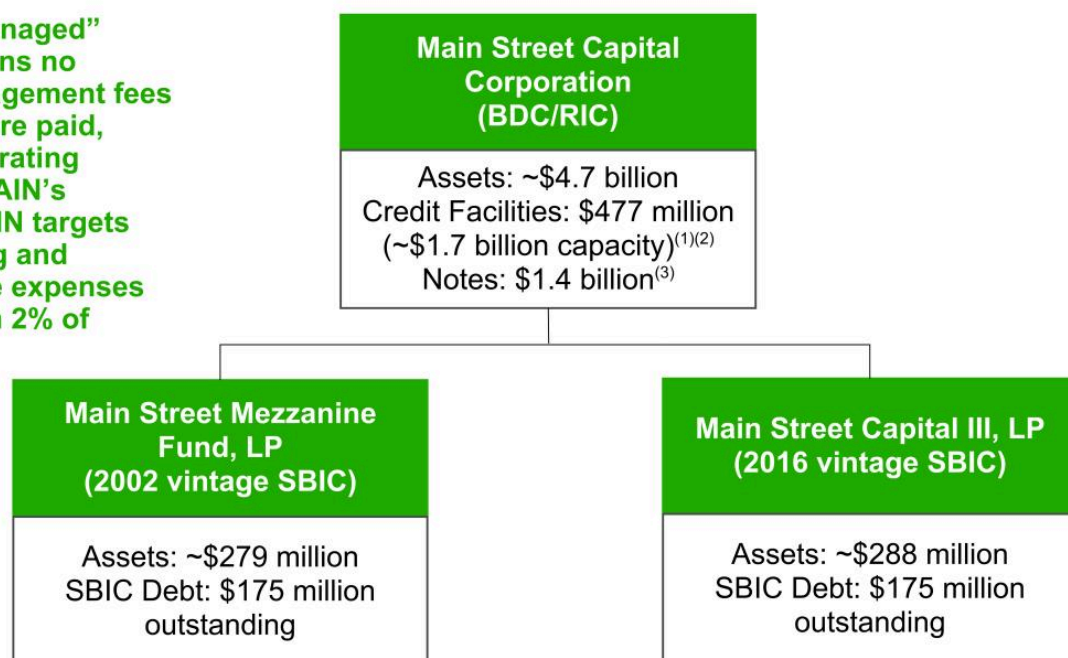 naged”
ns no
agement fees
re paid,
rating
AIN’s
IN targets
g and
e expenses
2% of
Main Street Capital
Corporation
(BDC/RIC)
Assets: ~$4.7 billion
Credit Facilities: $477 million
(~$1.7 billion capacity)(1)(2)
Notes: $1.4 billion(3)
Main Street Mezzanine
Fund, LP
(2002 vintage SBIC)
Assets: ~$279 million
SBIC Debt: $175 million
outstanding
Main Street Capital III, LP
(2016 vintage SBIC)
Assets: ~$288 million
SBIC Debt: $175 million
outstanding